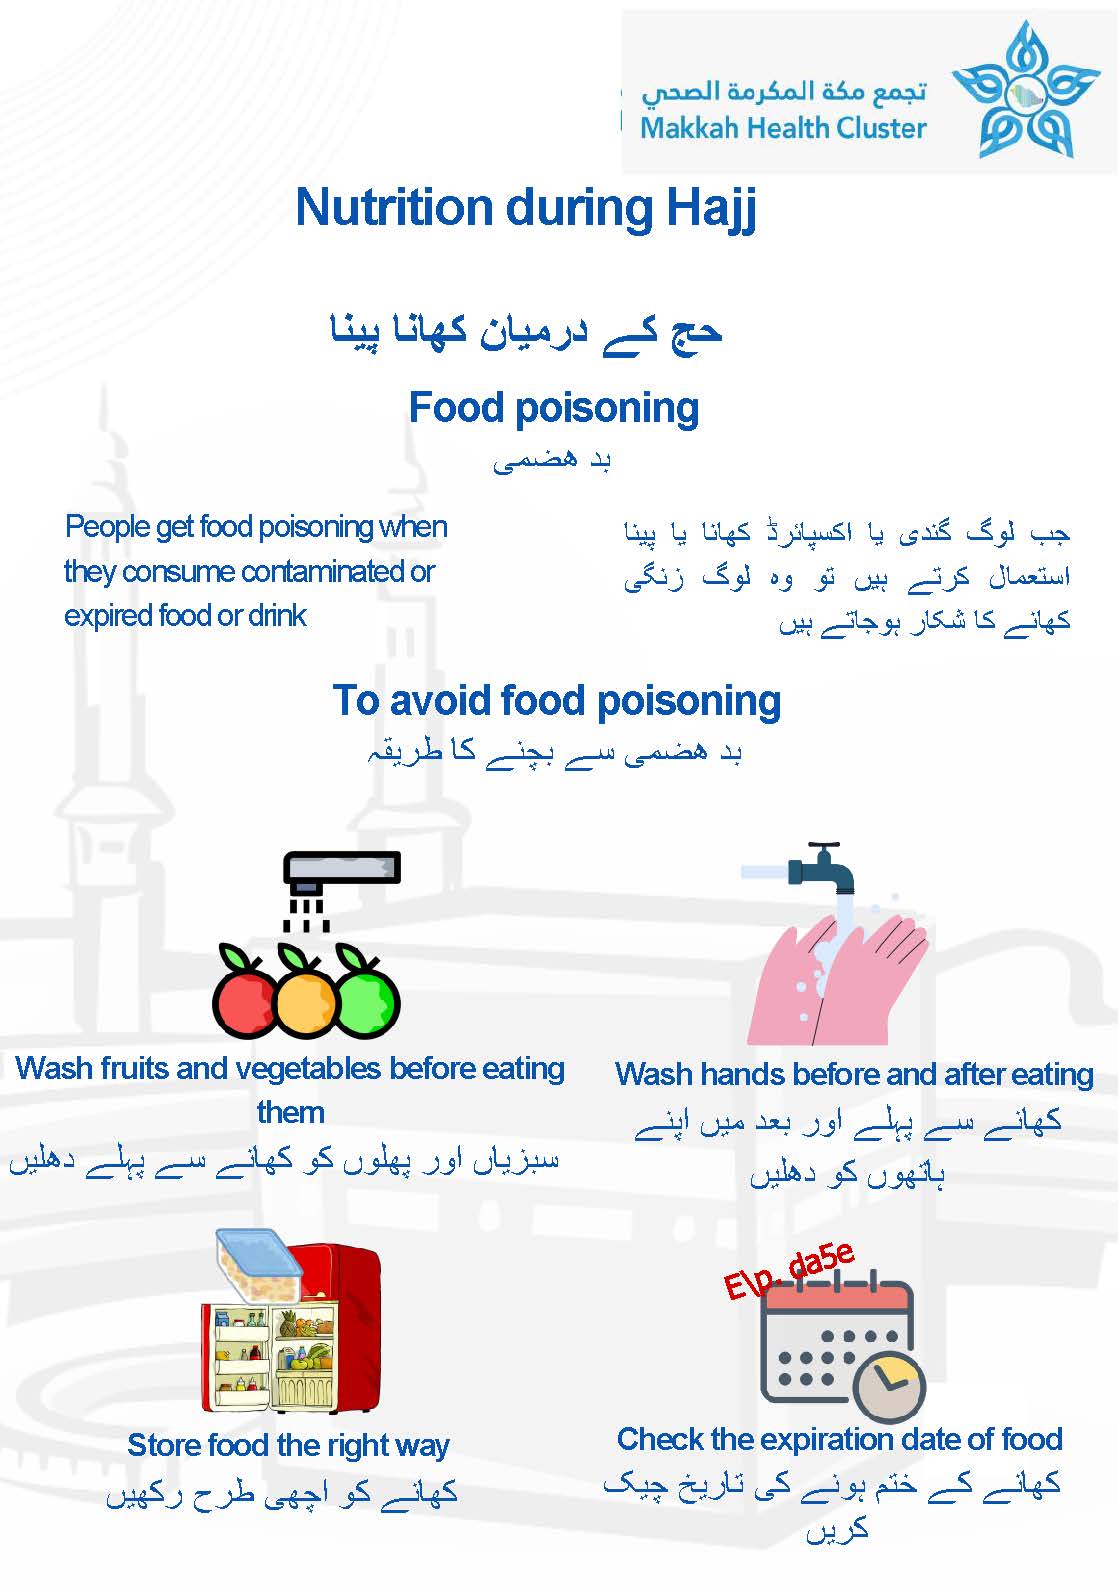 تجمع مكة المكرمة الصحي
Makkah Health Cluster
Nutrition during Hajj
حج کے درمیان کھانا پینا
Food poisoning
بد ھضمی
People get food poisoning when
they consume contaminated or
expired food or drink
جب لوگ گندی یا اکسپائرڈ کھانا یا پینا
استعمال کرتے ہیں تو وہ لوگ زنگی
کھانے کا شکار ہوجاتے ہیں
To avoid food poisoning
بد ھضمی سے بچنے کا طریقہ
Wash fruits and vegetables before eating
them
سبزیاں اور پھلوں کو کھانے سے پہلے دھلیں
Wash hands before and after eating
کھانے سے پہلے اور بعد میں اپنے
ہاتھوں کو دھلیں
Store food the right way
کھانے کو اچھی طرح رکھیں
E\p. da5e
Check the expiration date of food
کھانے کے ختم ہونے کی تاریخ چیک
کریں